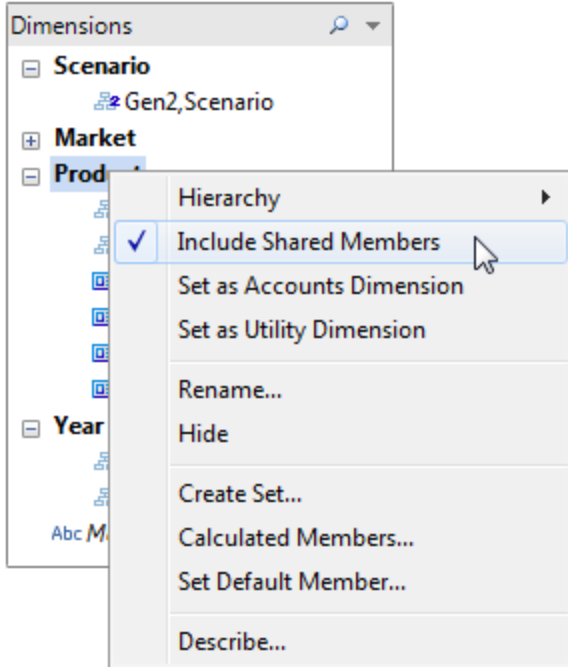 Dimensions
Scenario
Gen2,Scenario
Market
Hierarchy
Include Shared Members
Set as Accounts Dimension
Set as Utility Dimension
Rename...
Year
Hide
Create Set...
Abc
Calculated Members...
Set Default Member...
Describe...